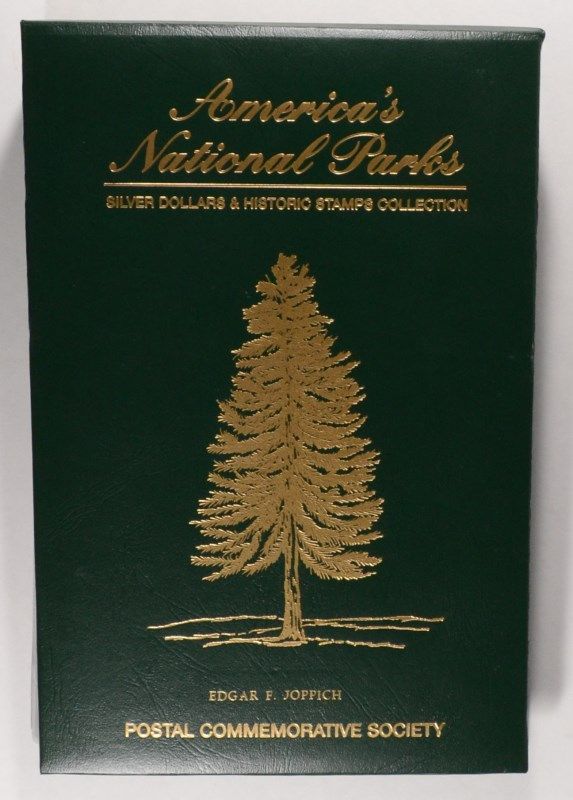 America's
National Parks
SILVER DOLLARS & HISTORIC STAMPS COLLECTION
EDGAR F. JOPPICH
POSTAL COMMEMORATIVE SOCIETY